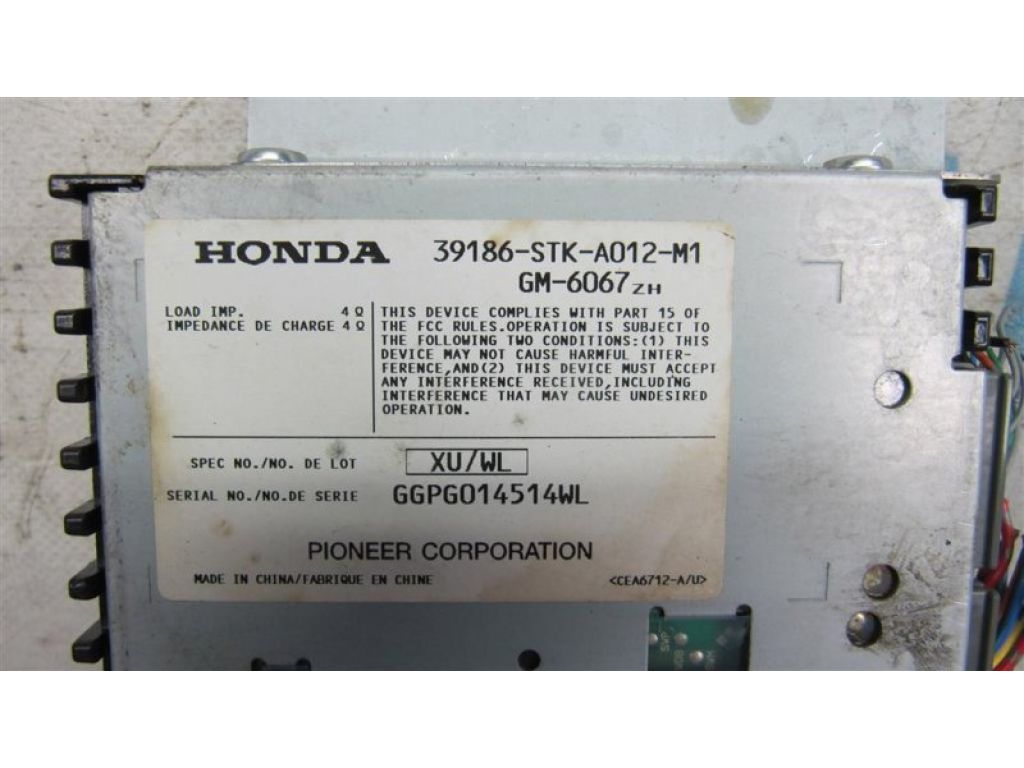 HONDA 39186-STK-A012-M1
GM-6067 ZH
LOAD IMP. 4Ω
IMPEDANCE DE CHARGE 4Ω
THIS DEVICE COMPLIES WITH PART 15 OF
THE FCC RULES.OPERATION IS SUBJECT TO
THE FOLLOWING TWO CONDITIONS:(1) THIS
DEVICE MAY NOT CAUSE HARMFUL INTER-
FERENCE,AND(2) THIS DEVICE MUST ACCEPT
ANY INTERFERENCE RECEIVED,INCLUDING
INTERFERENCE THAT MAY CAUSE UNDESIRED
OPERATION.
SPEC NO./NO. DE LOT XU/WL
SERIAL NO./NO.DE SERIE GGPG014514WL
PIONEER CORPORATION
MADE IN CHINA/FABRIQUE EN CHINE <CEA6712-A/U>